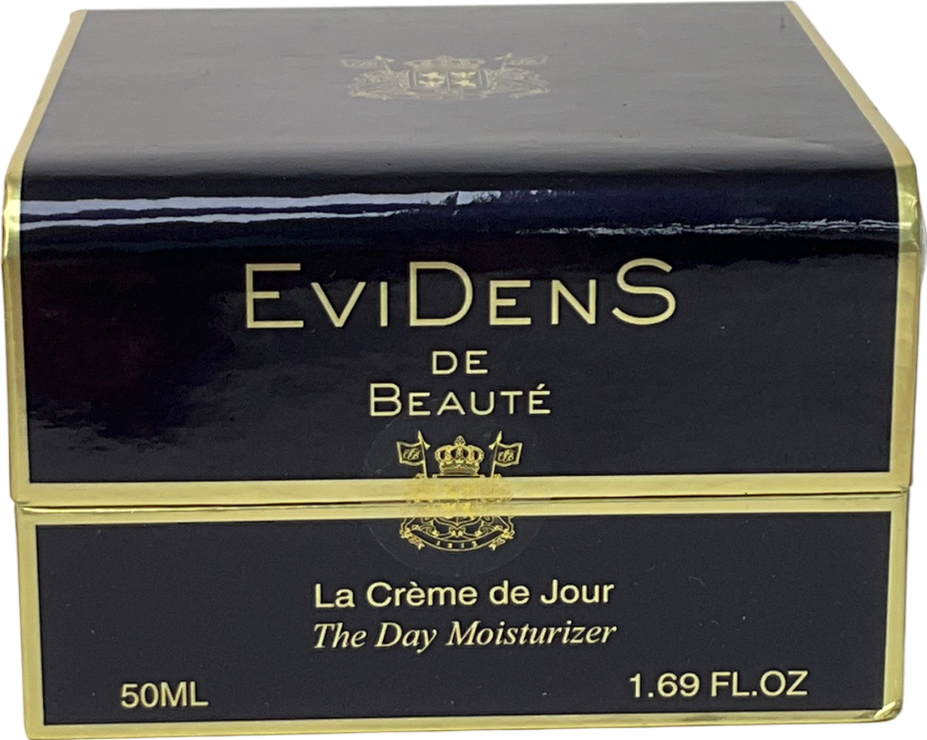 EviDenS
DE
BEAUTÉ
La Crème de Jour
The Day Moisturizer
50ML
1.69 FL.OZ